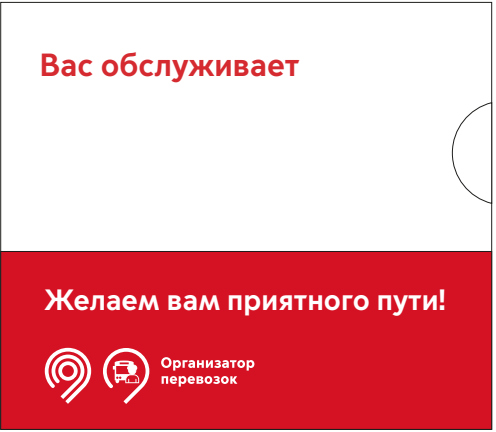 Вас обслуживает
Желаем вам приятного пути!
Организатор
перевозок